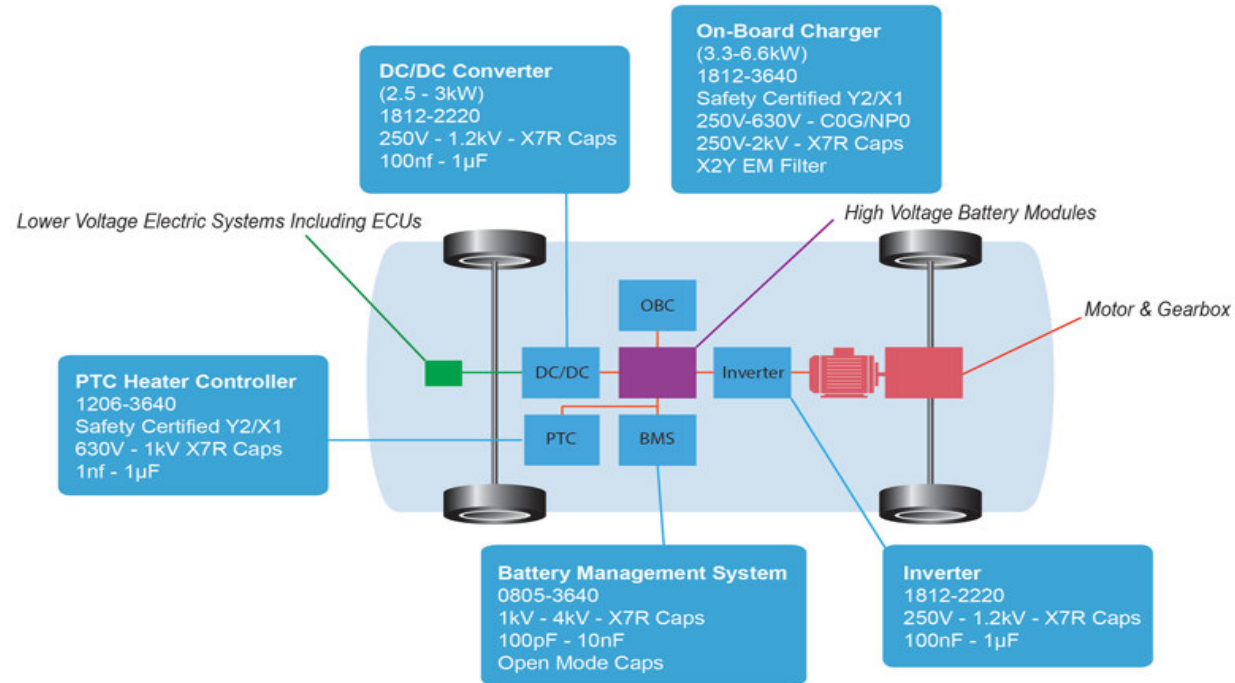 DC/DC Converter
(2.5 - 3kW)
1812-2220
250V - 1.2kV - X7R Caps
100nf - 1µF
On-Board Charger
(3.3-6.6kW)
1812-3640
Safety Certified Y2/X1
250V-630V - C0G/NP0
250V-2kV - X7R Caps
X2Y EM Filter
Lower Voltage Electric Systems Including ECUs
High Voltage Battery Modules
OBC
Motor & Gearbox
DC/DC
Inverter
PTC Heater Controller
1206-3640
Safety Certified Y2/X1
630V - 1kV X7R Caps
1nf - 1µF
PTC
BMS
Battery Management System
0805-3640
1kV - 4kV - X7R Caps
100pF - 10nF
Open Mode Caps
Inverter
1812-2220
250V - 1.2kV - X7R Caps
100nF - 1µF